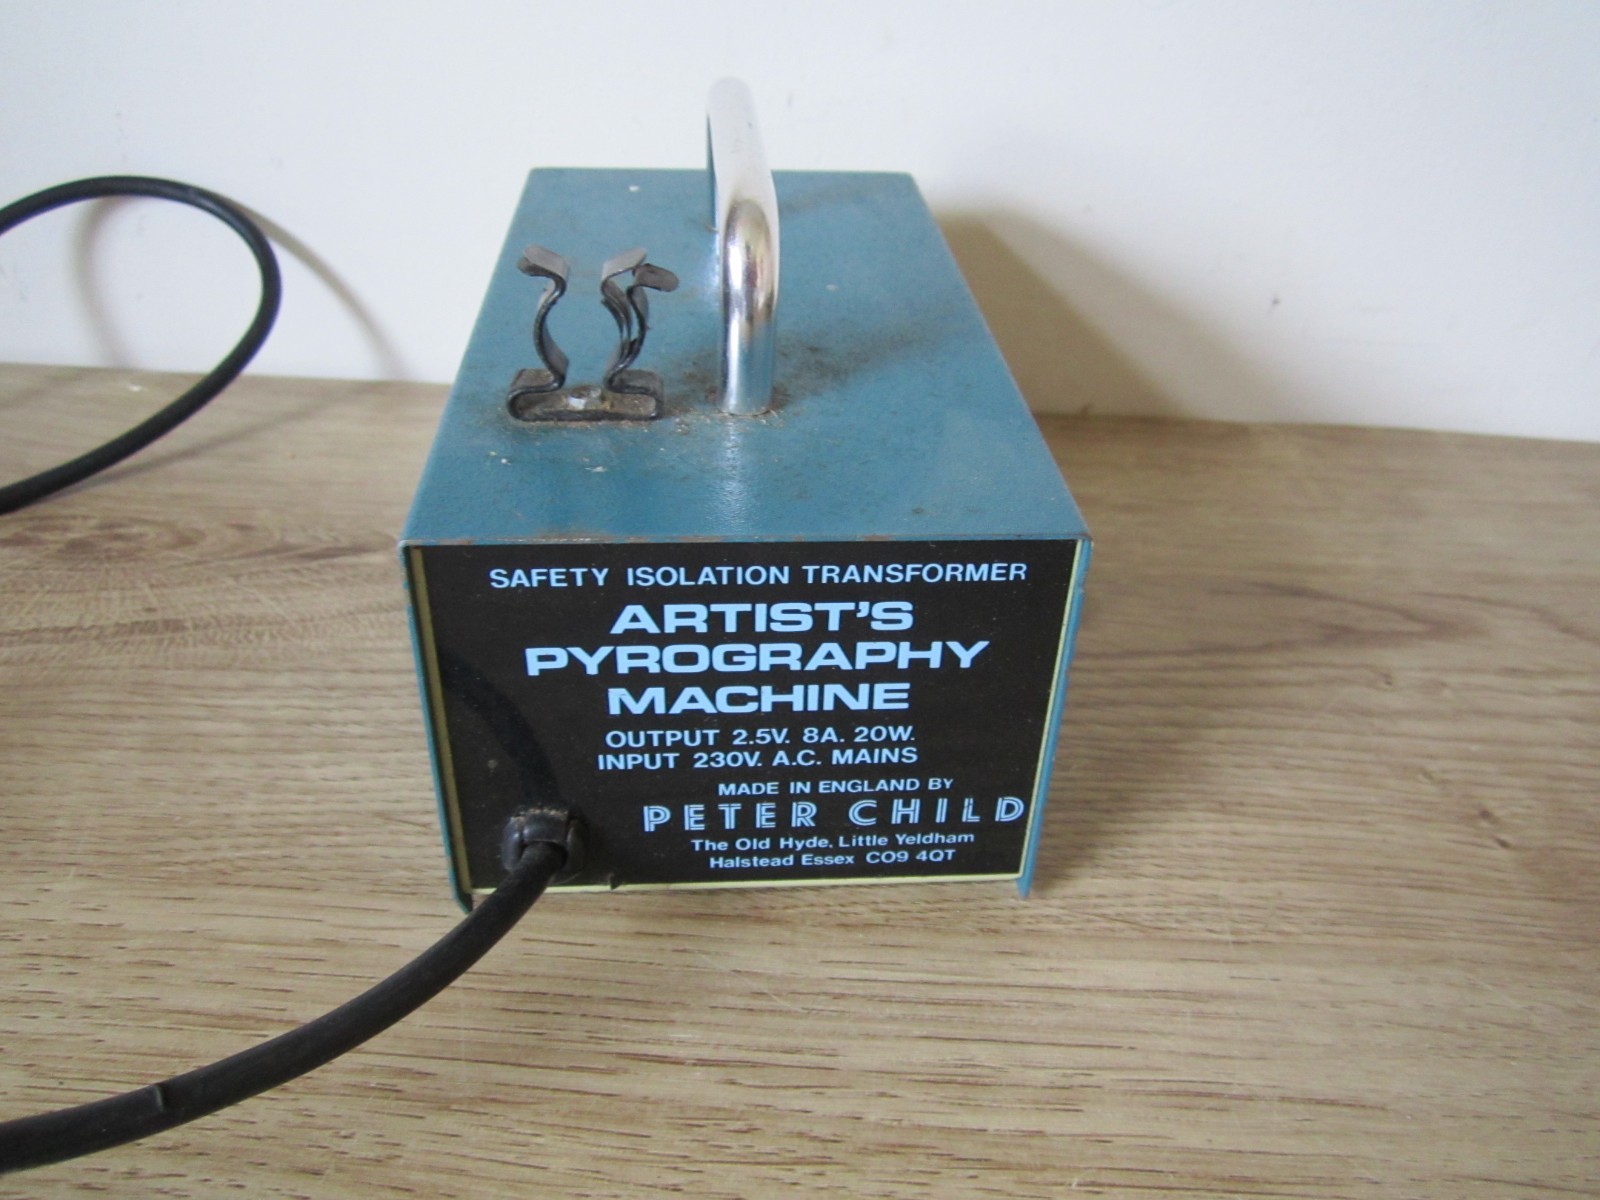 SAFETY ISOLATION TRANSFORMER
ARTIST'S
PYROGRAPHY
MACHINE
OUTPUT 2.5V. 8A. 20W.
INPUT 230V. A.C. MAINS
MADE IN ENGLAND BY
PETER CHILD
The Old Hyde, Little Yeldham
Halstead Essex CO9 4QT